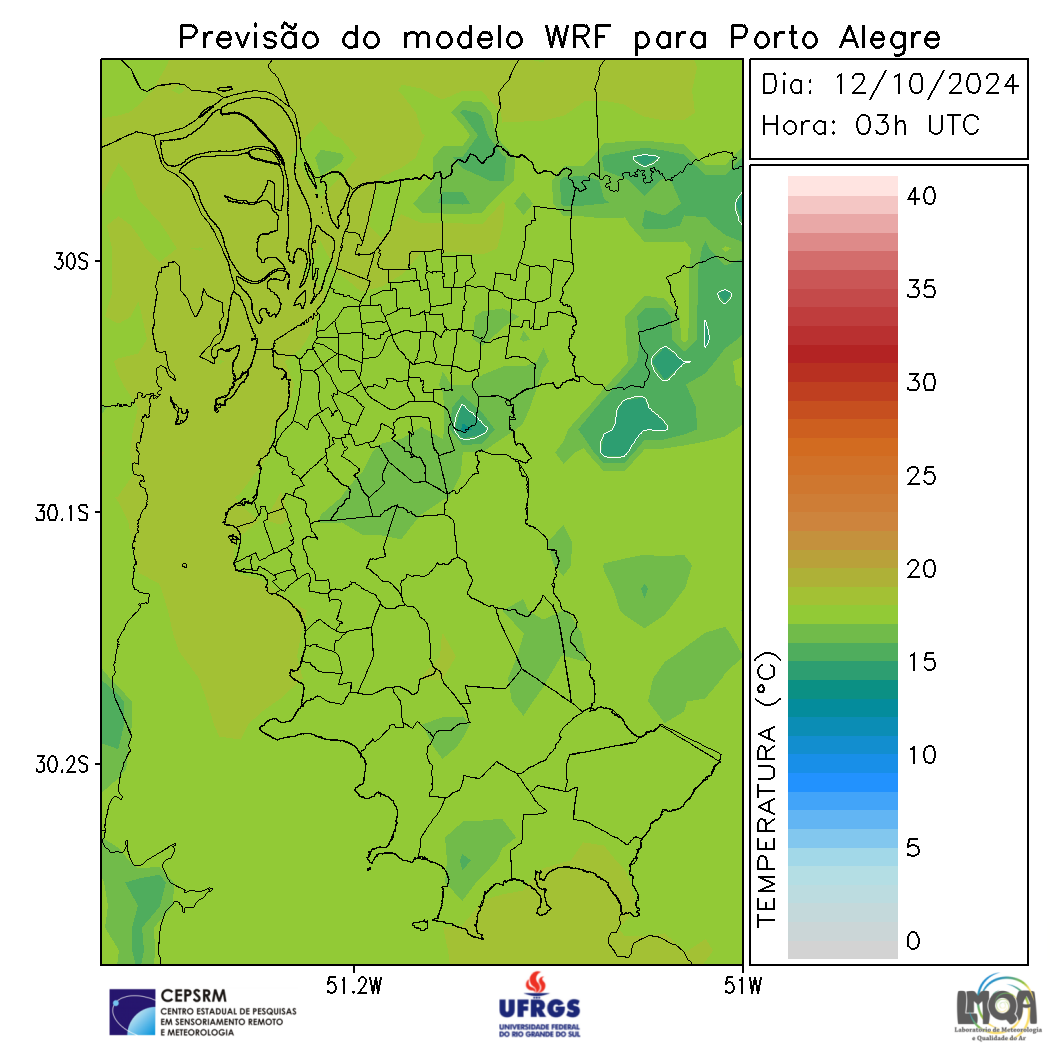 Previsão do modelo WRF para Porto Alegre
Dia: 12/10/2024
Hora: 03h UTC
40
35
30
25
20
15
10
5
0
TEMPERATURA (°C)
30S
30.1S
30.2S
51.2W
51W
CEPSRM
CENTRO ESTADUAL DE PESQUISAS
EM SENSORIAMENTO REMOTO
E METEOROLOGIA
UFRGS
UNIVERSIDADE FEDERAL
DO RIO GRANDE DO SUL
LMQA
Laboratório de Meteorologia
e Qualidade do Ar